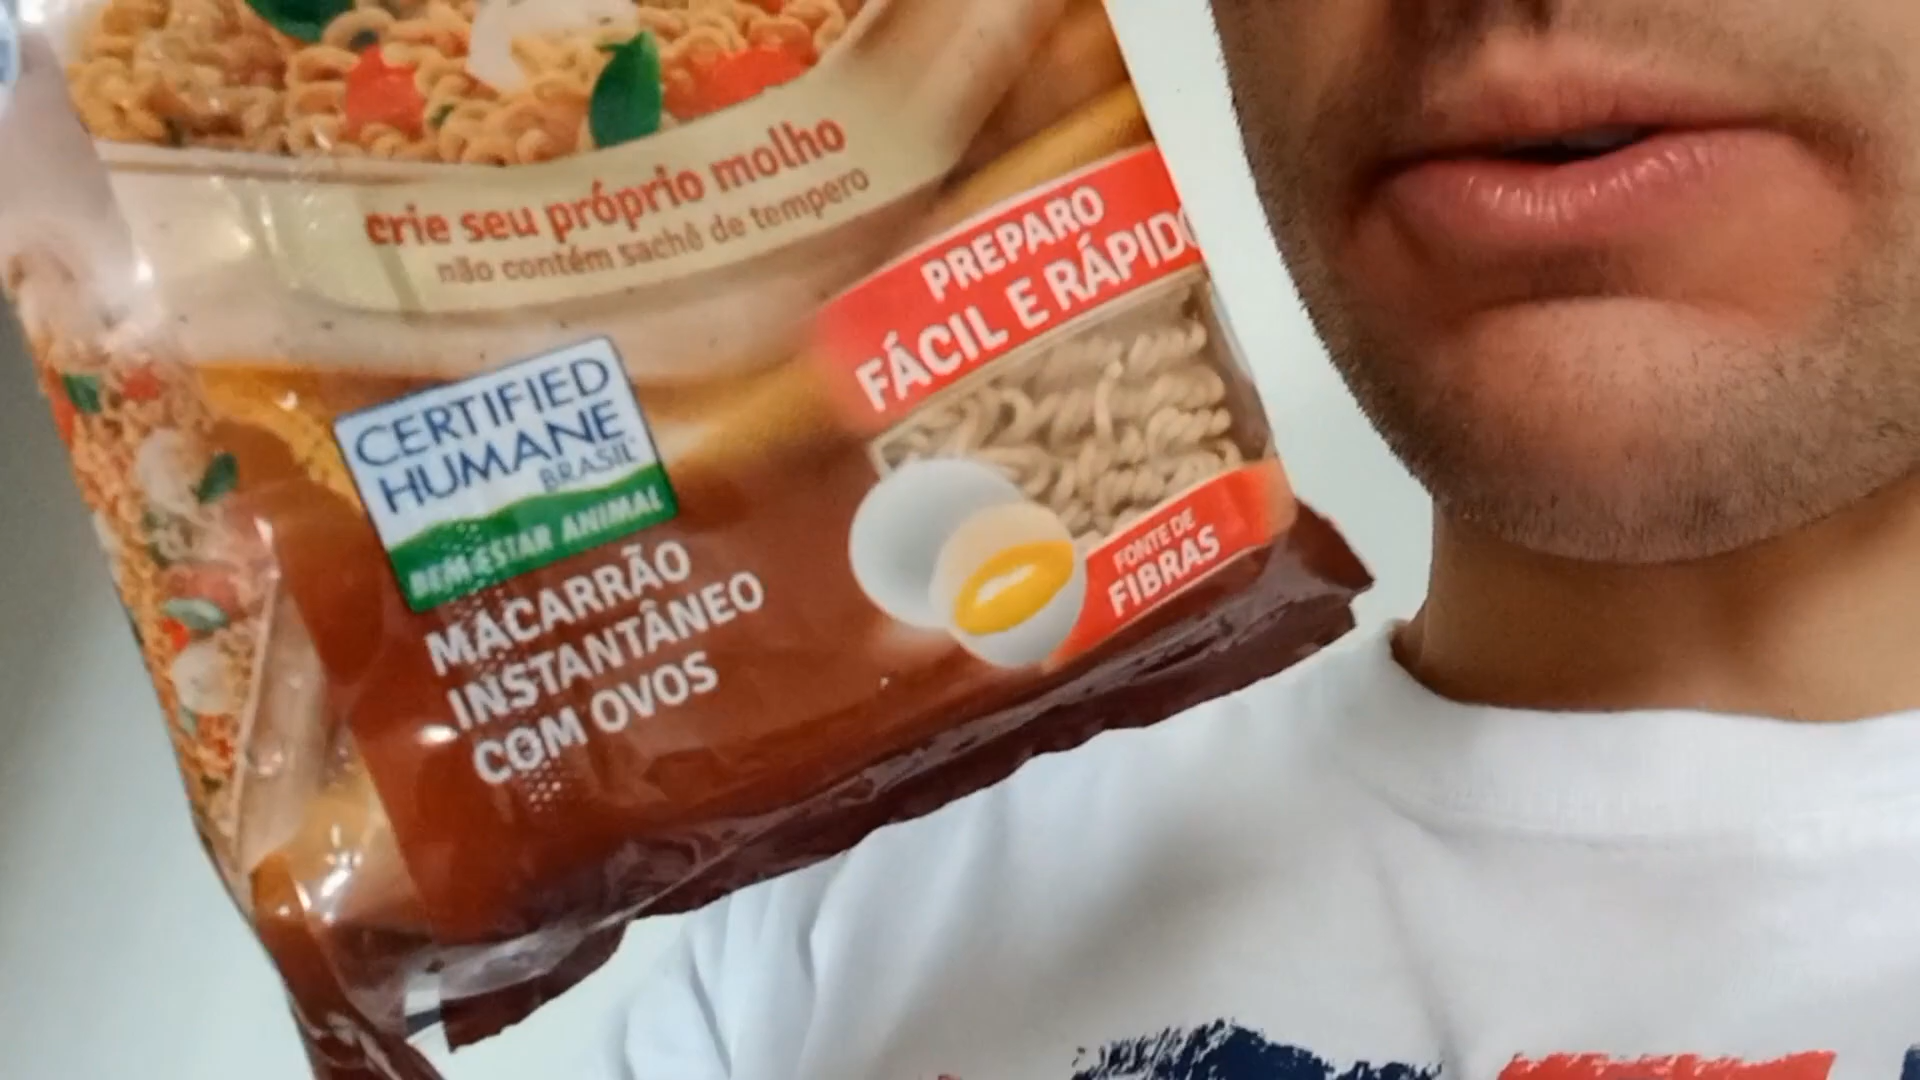 crie seu próprio molho
não contém sachê de tempero
PREPARO
FÁCIL E RÁPIDO
CERTIFIED
HUMANE
BRASIL
BEM-ESTAR ANIMAL
MACARRÃO
INSTANTÂNEO
COM OVOS
FONTE DE
FIBRAS